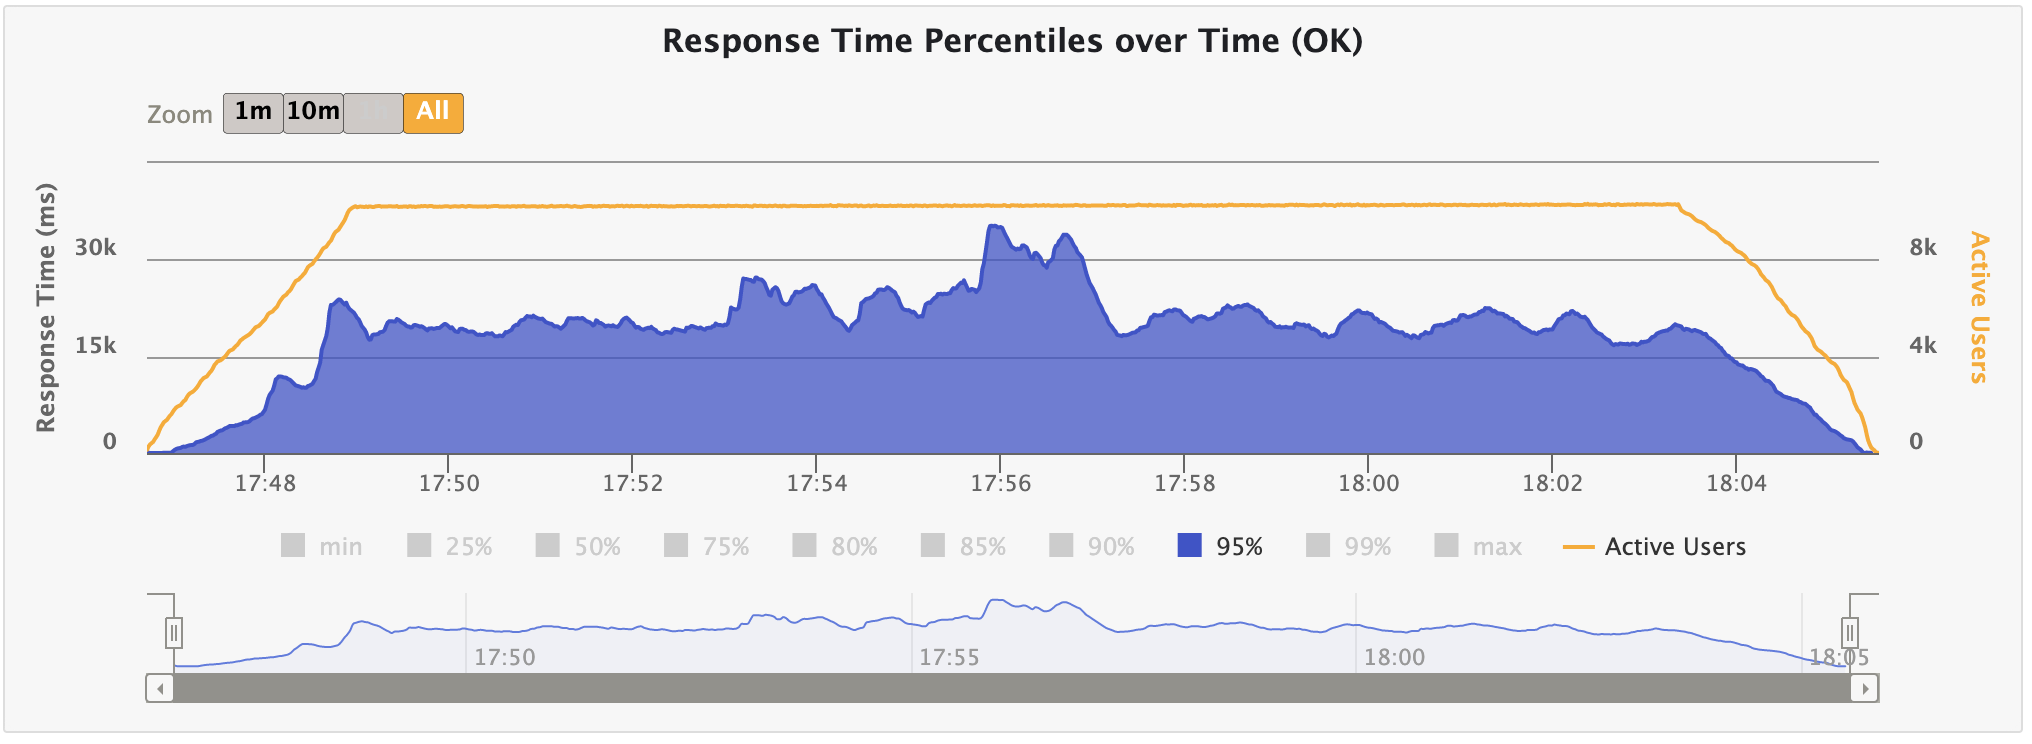 Response Time Percentiles over Time (OK)
Zoom 1m 10m 1h All
Response Time (ms)
30k
15k
0
8k
4k
0
Active Users
17:48 17:50 17:52 17:54 17:56 17:58 18:00 18:02 18:04
min 25% 50% 75% 80% 85% 90% 95% 99% max Active Users
17:50 17:55 18:00 18:05